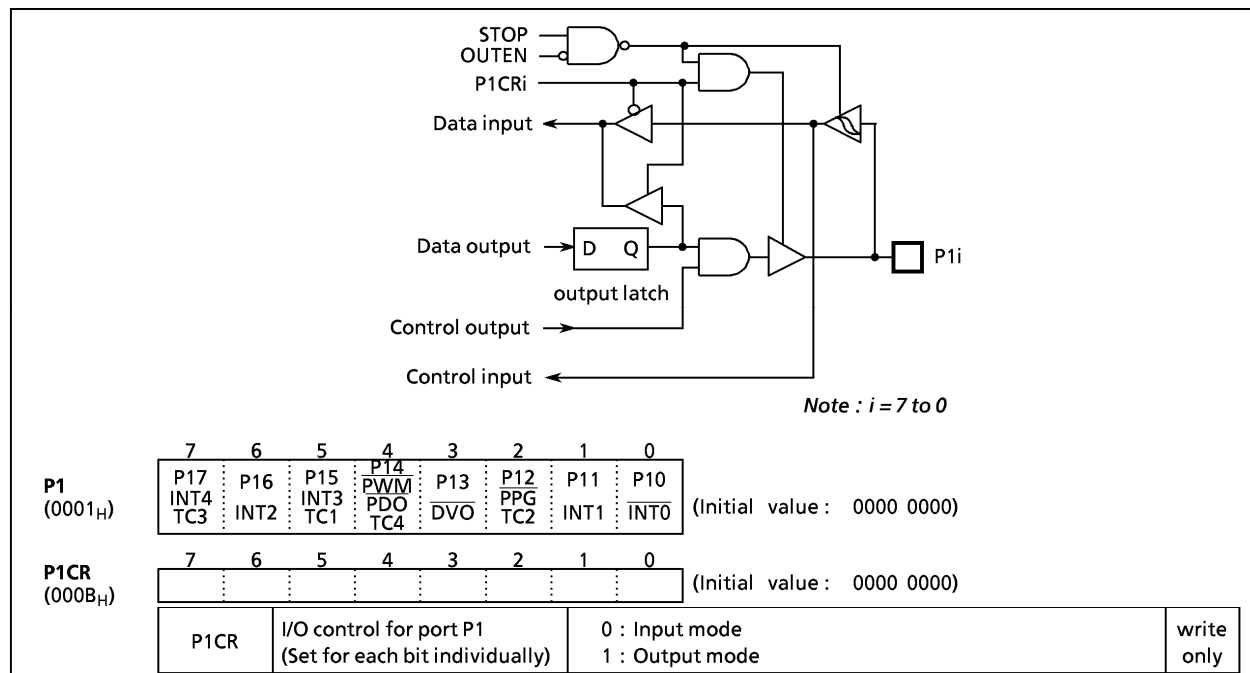 STOP
OUTEN
P1CRi
Data input
Data output
D Q
P1i
output latch
Control output
Control input
Note : i = 7 to 0
7 6 5 4 3 2 1 0
P1
(0001H)
P17 INT4 TC3
P16 INT2
P15 INT3 TC1
P14 PWM PDO TC4
P13 DVO
P12 PPG TC2
P11 INT1
P10 INT0
(Initial value : 0000 0000)
7 6 5 4 3 2 1 0
P1CR
(000BH)
(Initial value : 0000 0000)
P1CR
I/O control for port P1
(Set for each bit individually)
0 : Input mode
1 : Output mode
write
only